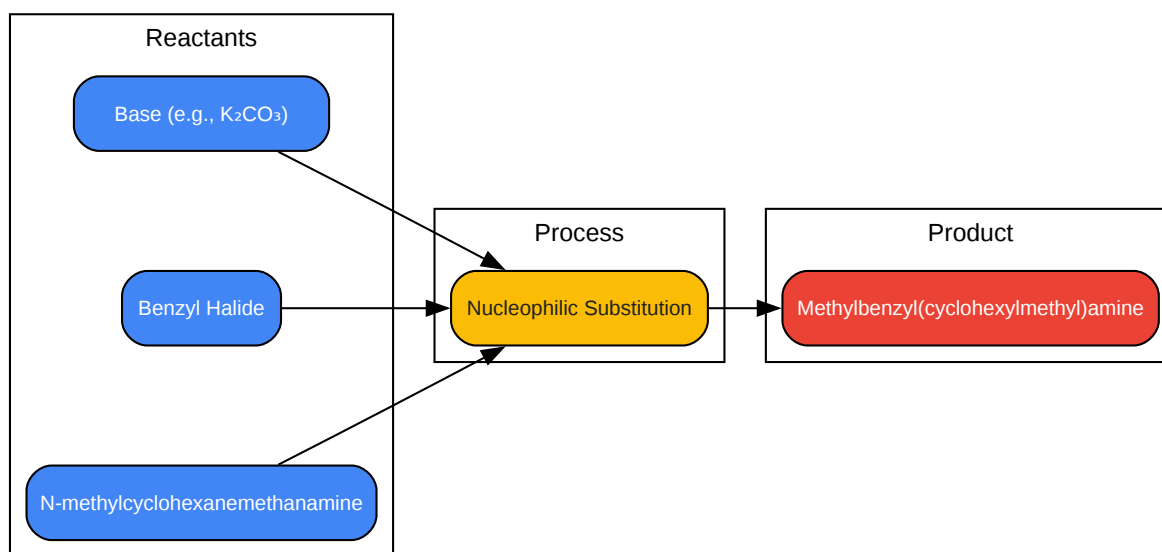 Reactants
Base (e.g., K₂CO₃)
Benzyl Halide
N-methylcyclohexanemethanamine
Process
Nucleophilic Substitution
Product
Methylbenzyl(cyclohexylmethyl)amine